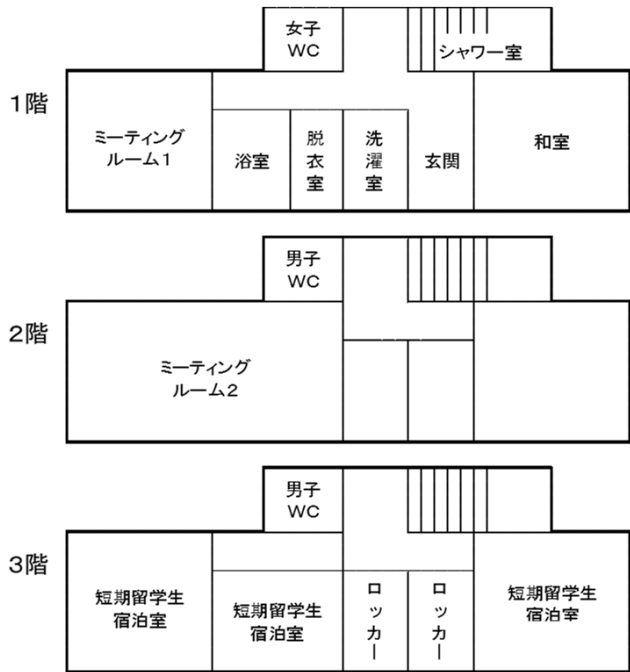 1階
女子
WC
シャワー室
ミーティング
ルーム1
浴室
脱衣室
洗濯室
玄関
和室
2階
男子
WC
ミーティング
ルーム2
3階
男子
WC
短期留学生
宿泊室
短期留学生
宿泊室
ロッカー
ロッカー
短期留学生
宿泊室